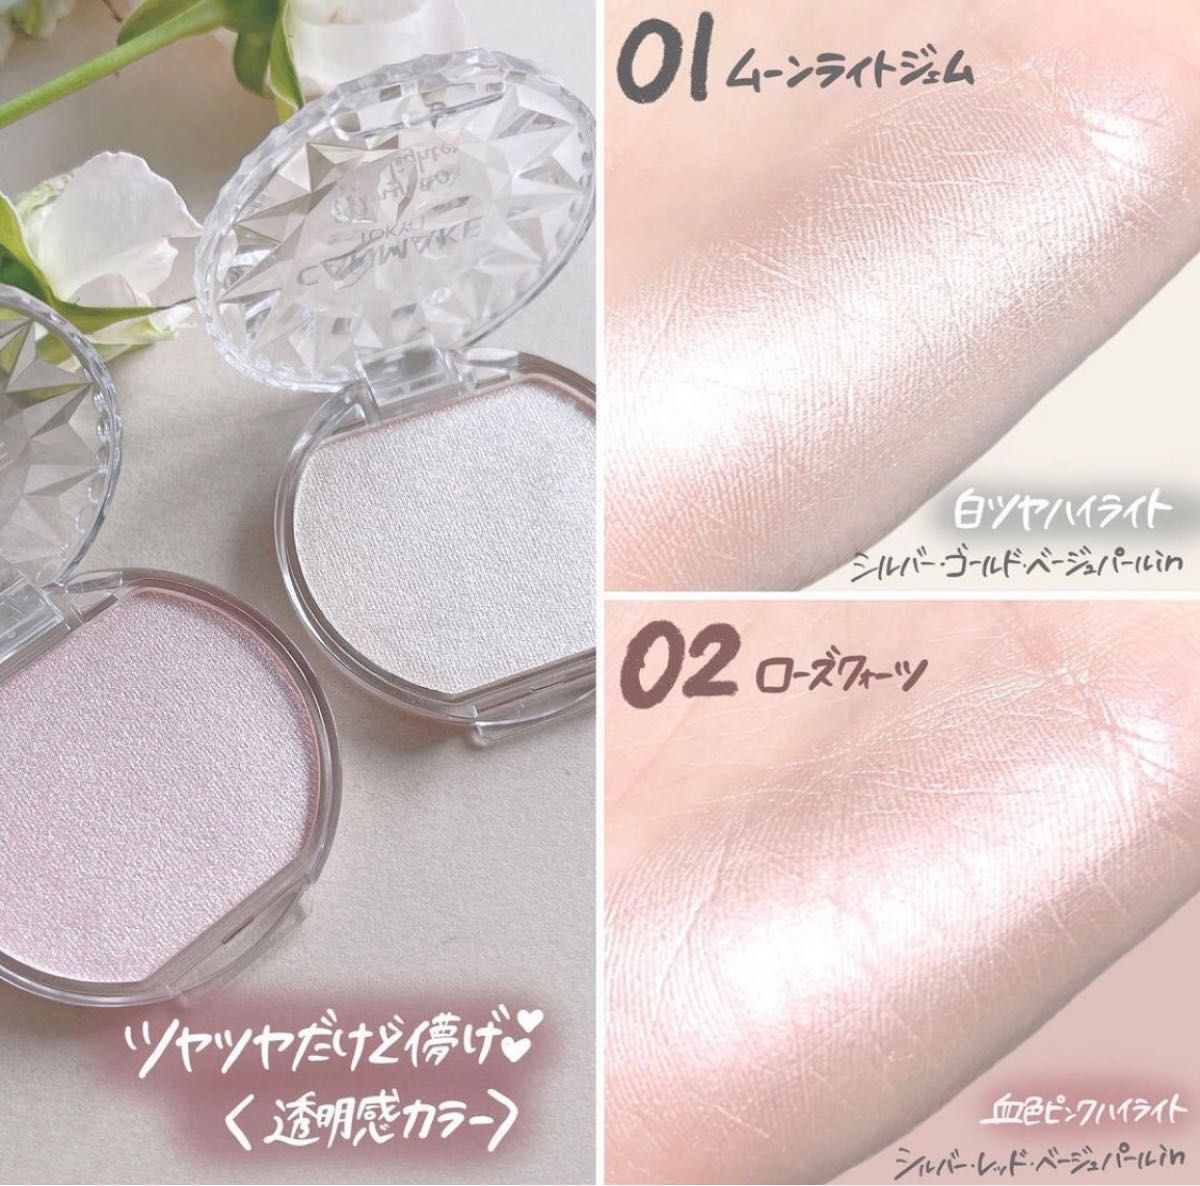 CANMAKE
TOKYO
ツヤツヤだけど儚げ
〈透明感カラー〉
01 ムーンライトジェム
白ツヤハイライト
シルバー・ゴールド・ベージュパールin
02 ローズクォーツ
血色ピンクハイライト
シルバー・レッド・ベージュパールin